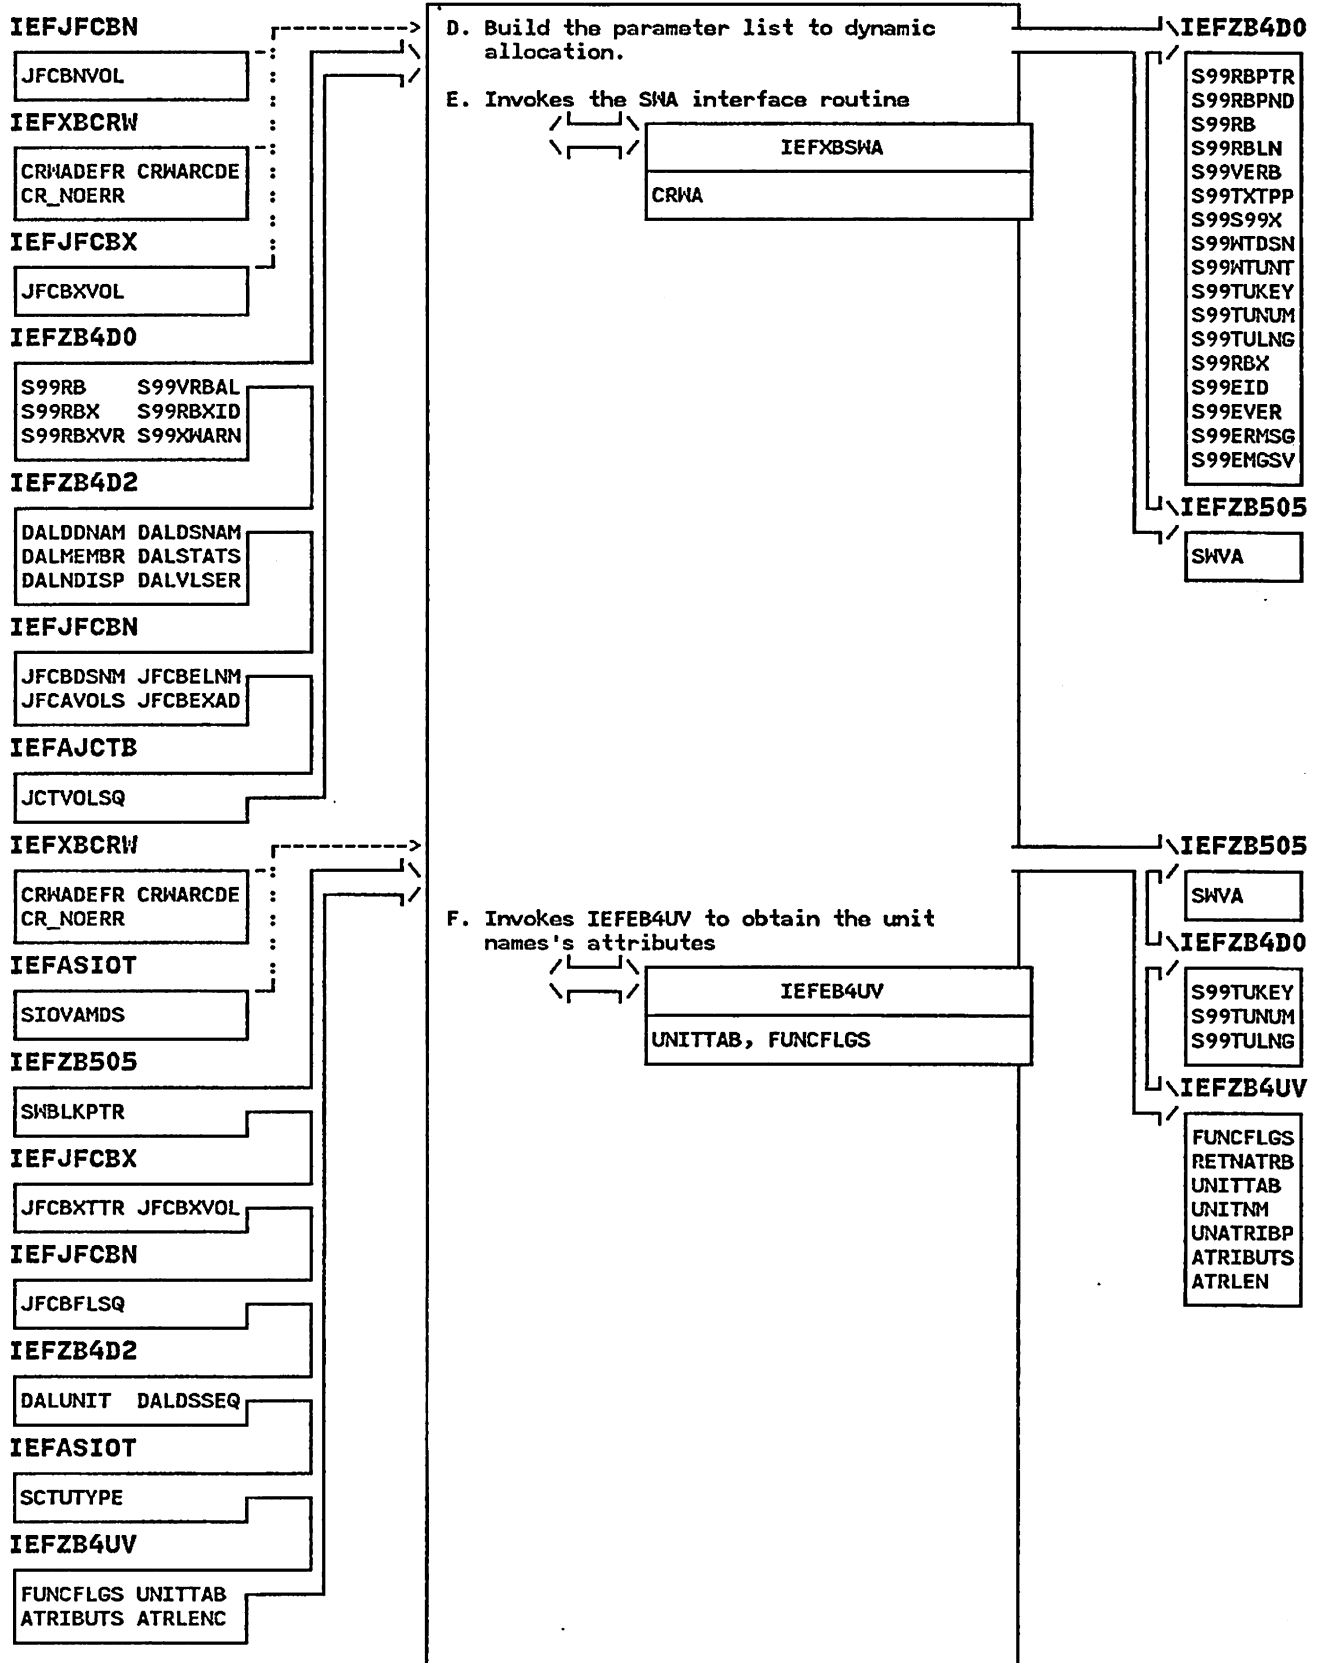 IEFJFCBN
JFCBNVOL
IEFXBCRW
CRWADEFR CRWARCDE
CR_NOERR
IEFJFCBX
JFCBXVOL
IEFZB4D0
S99RB S99VRBAL
S99RBX S99RBXID
S99RBXVR S99XWARN
IEFZB4D2
DALDDNAM DALDSNAM
DALMEMBR DALSTATS
DALNDISP DALVLSER
IEFJFCBN
JFCBDSNM JFCBELNM
JFCAVOLS JFCBEXAD
IEFAJCTB
JCTVOLSQ
IEFXBCRW
CRWADEFR CRWARCDE
CR_NOERR
IEFASIOT
SIOVAMDS
IEFZB505
SWBLKPTR
IEFJFCBX
JFCBXTTR JFCBXVOL
IEFJFCBN
JFCBFLSQ
IEFZB4D2
DALUNIT DALDSSEQ
IEFASIOT
SCTUTYPE
IEFZB4UV
FUNCFLGS UNITTAB
ATRIBUTS ATRLENC
D. Build the parameter list to dynamic
allocation.
E. Invokes the SWA interface routine
IEFXBSWA
CRWA
F. Invokes IEFEB4UV to obtain the unit
names's attributes
IEFEB4UV
UNITTAB, FUNCFLGS
IEFZB4D0
S99RBPTR
S99RBPND
S99RB
S99RBLN
S99VERB
S99TXTPP
S99S99X
S99WTDSN
S99WTUNT
S99TUKEY
S99TUNUM
S99TULNG
S99RBX
S99EID
S99EVER
S99ERMSG
S99EMGSV
IEFZB505
SWVA
IEFZB505
SWVA
IEFZB4D0
S99TUKEY
S99TUNUM
S99TULNG
IEFZB4UV
FUNCFLGS
RETNATRB
UNITTAB
UNITNM
UNATRIBP
ATRIBUTS
ATRLEN